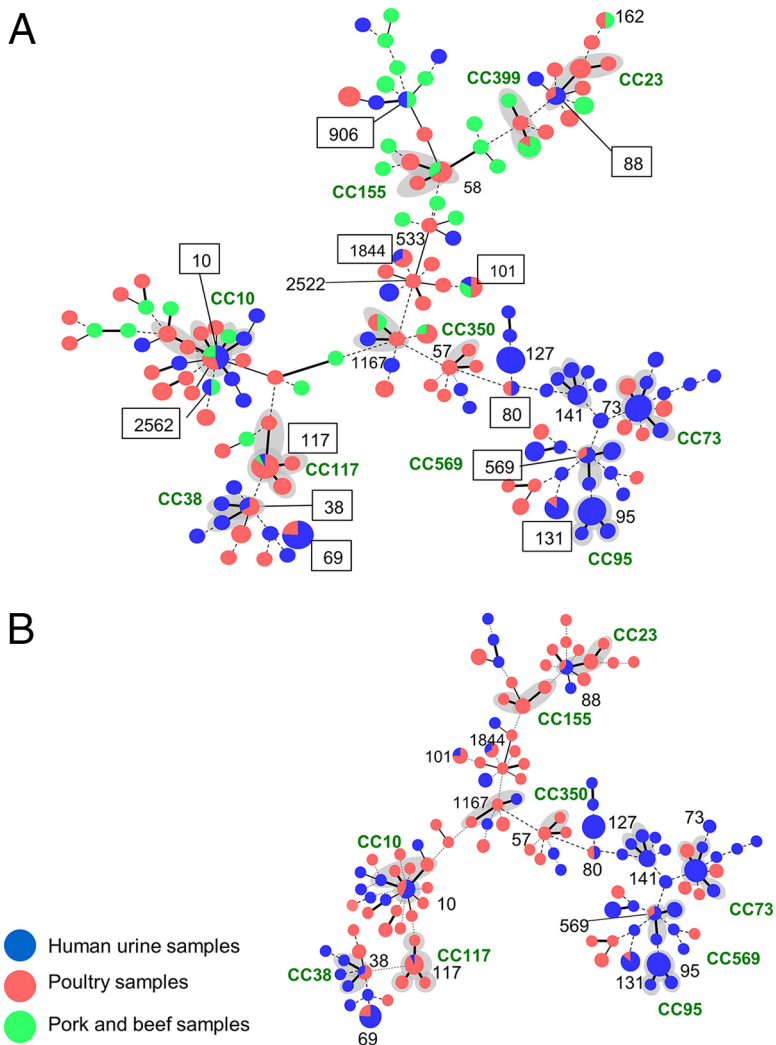 A
162
CC399
CC23
906
88
CC155
58
1844
533
10
101
2522
CC10
CC350
57
1167
127
2562
80
141
73
117
CC73
CC569
569
CC117
CC38
38
95
131
69
CC95
B
CC23
88
CC155
1844
101
CC350
1167
127
73
57
CC10
80
141
10
569
CC73
CC117
38
CC569
CC38
117
95
131
CC95
69
Human urine samples
Poultry samples
Pork and beef samples